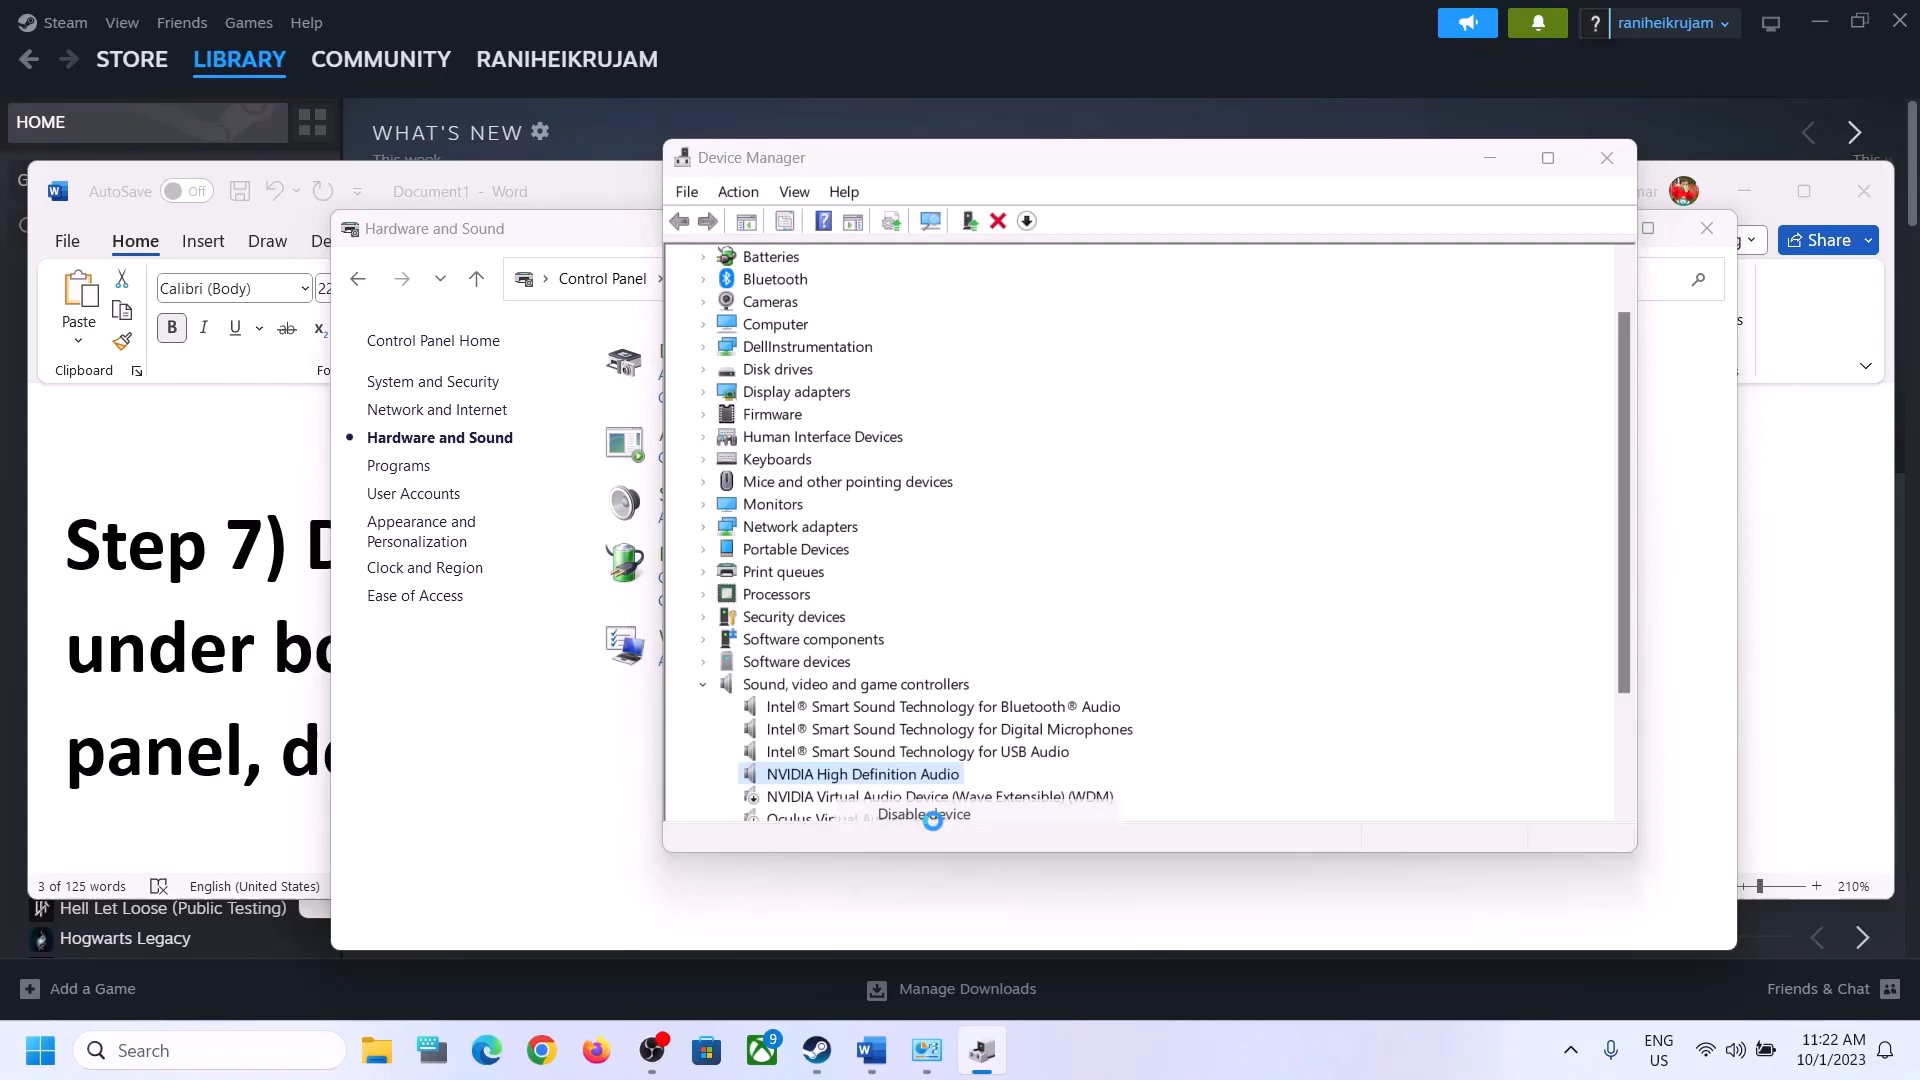 Steam View Friends Games Help
raniheikrujam
STORE LIBRARY COMMUNITY RANIHEIKRUJAM
HOME
WHAT'S NEW
This week
AutoSave Off
Document1 - Word
File Home Insert Draw
Share
Calibri (Body)
22
Paste
B I U ab x₂
Clipboard
Step 7)
under
panel,
3 of 125 words
English (United States)
210%
Hardware and Sound
Control Panel
Control Panel Home
System and Security
Network and Internet
Hardware and Sound
Programs
User Accounts
Appearance and
Personalization
Clock and Region
Ease of Access
Device Manager
File Action View Help
Batteries
Bluetooth
Cameras
Computer
DellInstrumentation
Disk drives
Display adapters
Firmware
Human Interface Devices
Keyboards
Mice and other pointing devices
Monitors
Network adapters
Portable Devices
Print queues
Processors
Security devices
Software components
Software devices
Sound, video and game controllers
Intel® Smart Sound Technology for Bluetooth® Audio
Intel® Smart Sound Technology for Digital Microphones
Intel® Smart Sound Technology for USB Audio
NVIDIA High Definition Audio
NVIDIA Virtual Audio Device (Wave Extensible) (WDM)
Disable device
Oculus
Hell Let Loose (Public Testing)
Hogwarts Legacy
Add a Game
Manage Downloads
Friends & Chat
Search
9
ENG
US
11:22 AM
10/1/2023